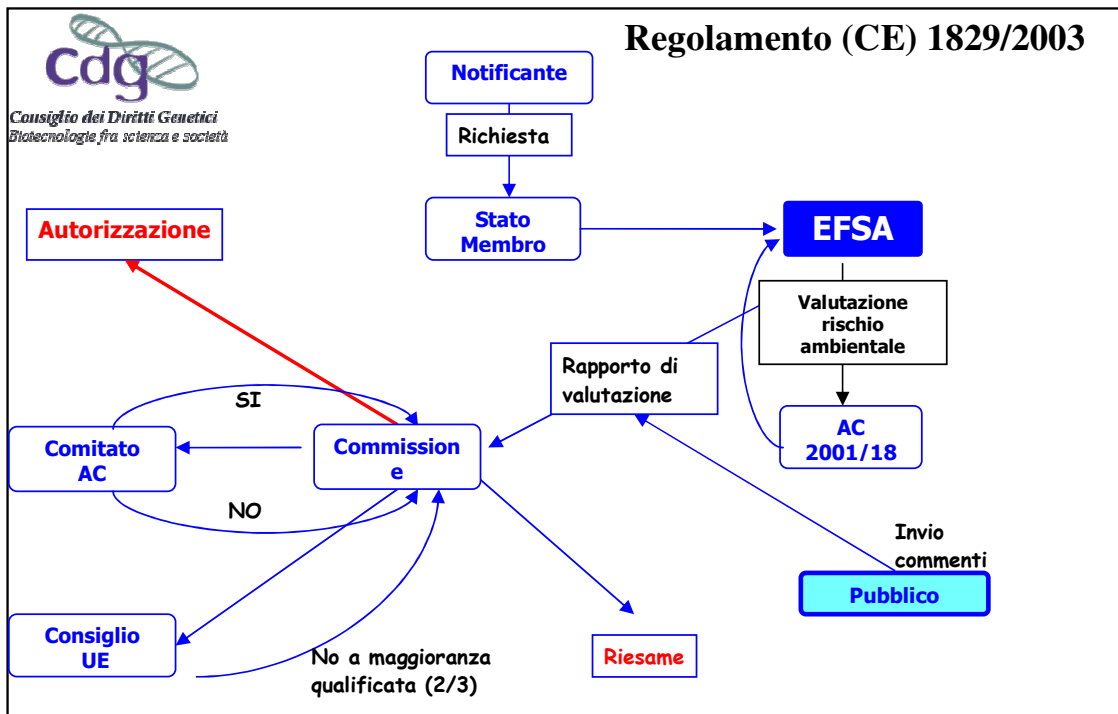 Cdg
Consiglio dei Diritti Genetici
Biotecnologie fra scienza e società
Regolamento (CE) 1829/2003
Notificante
Richiesta
Stato
Membro
EFSA
Autorizzazione
Valutazione
rischio
ambientale
Rapporto di
valutazione
SI
Comitato
AC
Commission
e
AC
2001/18
NO
Invio
commenti
Pubblico
Consiglio
UE
No a maggioranza
qualificata (2/3)
Riesame